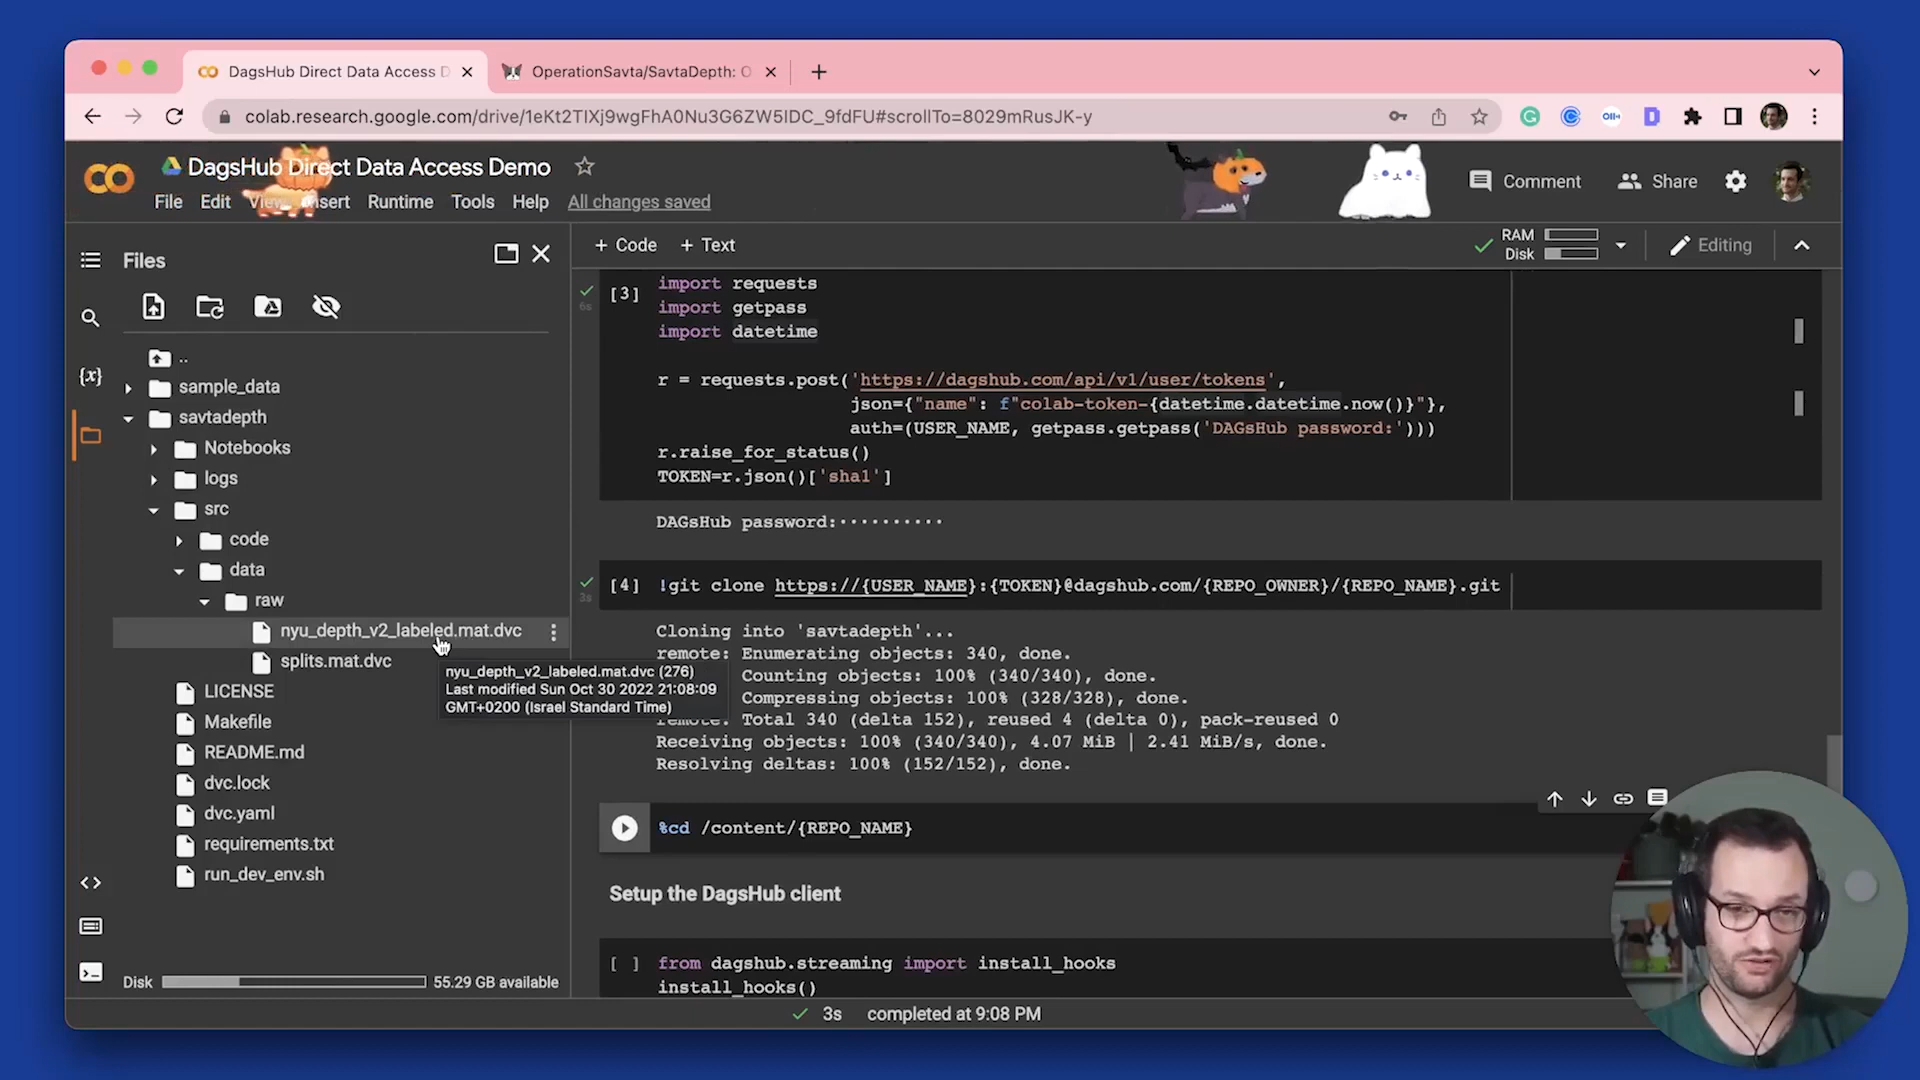 DagsHub Direct Data Access D
OperationSavta/SavtaDepth: O
colab.research.google.com/drive/1eKt2TIXj9wgFhA0Nu3G6ZW5IDC_9fdFU#scrollTo=8029mRusJK-y
DagsHub Direct Data Access Demo
Comment
Share
File Edit View Insert Runtime Tools Help All changes saved
Files
+ Code + Text
RAM
Disk
Editing
..
sample_data
savtadepth
Notebooks
logs
src
code
data
raw
nyu_depth_v2_labeled.mat.dvc
splits.mat.dvc
nyu_depth_v2_labeled.mat.dvc (276)
Last modified Sun Oct 30 2022 21:08:09
GMT+0200 (Israel Standard Time)
LICENSE
Makefile
README.md
dvc.lock
dvc.yaml
requirements.txt
run_dev_env.sh
Disk 55.29 GB available
6s
[3] import requests
import getpass
import datetime
r = requests.post('https://dagshub.com/api/v1/user/tokens',
json={"name": f"colab-token-{datetime.datetime.now()}"},
auth=(USER_NAME, getpass.getpass('DAGsHub password:')))
r.raise_for_status()
TOKEN=r.json()['sha1']
DAGsHub password:··········
3s
[4] !git clone https://{USER_NAME}:{TOKEN}@dagshub.com/{REPO_OWNER}/{REPO_NAME}.git
Cloning into 'savtadepth'...
remote: Enumerating objects: 340, done.
Counting objects: 100% (340/340), done.
Compressing objects: 100% (328/328), done.
remote: Total 340 (delta 152), reused 4 (delta 0), pack-reused 0
Receiving objects: 100% (340/340), 4.07 MiB | 2.41 MiB/s, done.
Resolving deltas: 100% (152/152), done.
%cd /content/{REPO_NAME}
Setup the DagsHub client
[ ] from dagshub.streaming import install_hooks
install_hooks()
3s completed at 9:08 PM